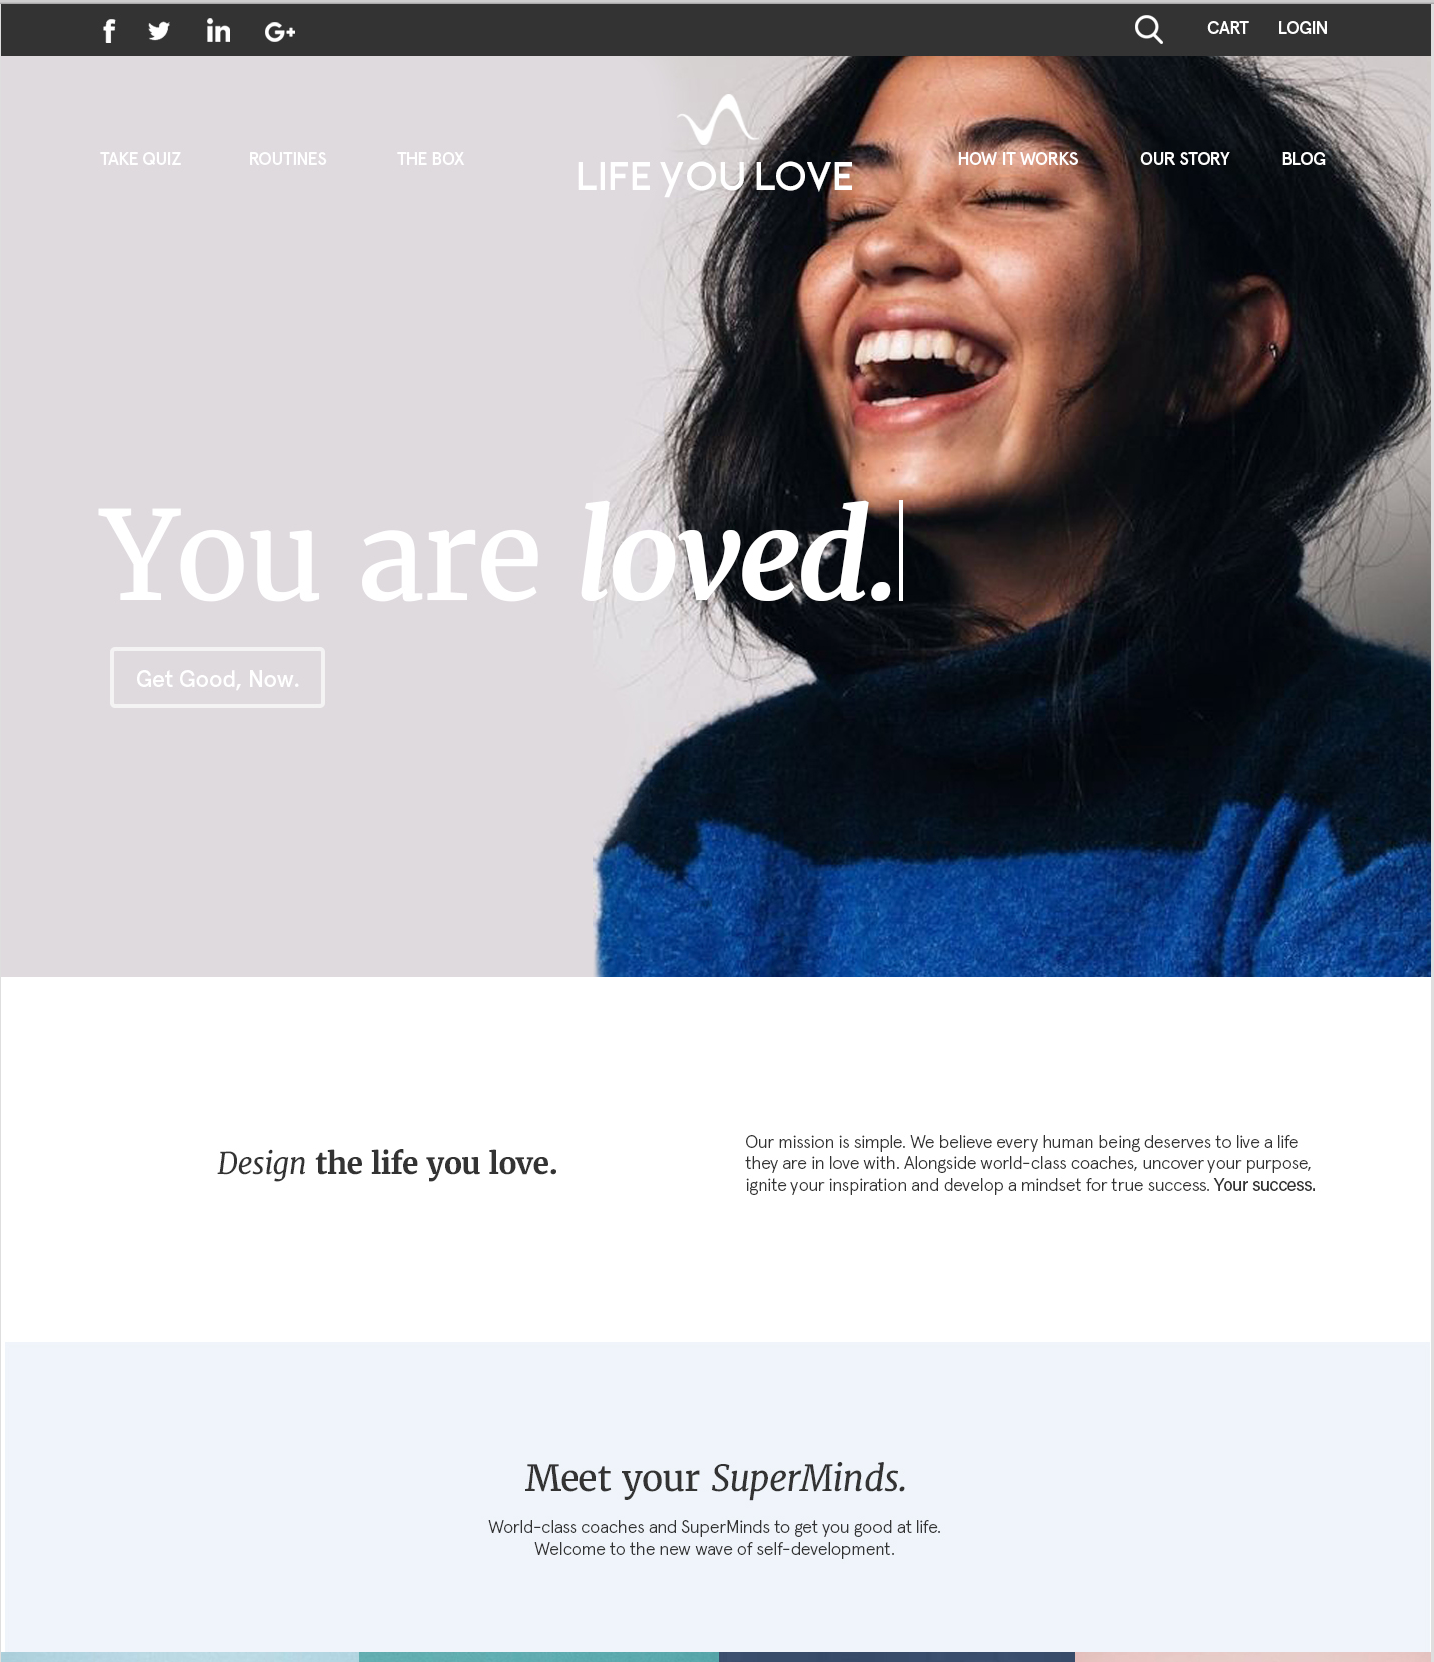 CART LOGIN
TAKE QUIZ ROUTINES THE BOX LIFE YOU LOVE HOW IT WORKS OUR STORY BLOG
You are loved.
Get Good, Now.
Design the life you love.
Our mission is simple. We believe every human being deserves to live a life
they are in love with. Alongside world-class coaches, uncover your purpose,
ignite your inspiration and develop a mindset for true success. Your success.
Meet your SuperMinds.
World-class coaches and SuperMinds to get you good at life.
Welcome to the new wave of self-development.